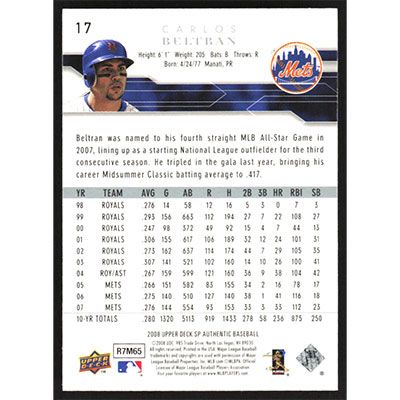 17
CARLOS
BELTRAN
Height: 6' 1" Weight: 205 Bats: B Throws: R
Born: 4/24/77 Manati, PR
Mets
Beltran was named to his fourth straight MLB All-Star Game in
2007, lining up as a starting National League outfielder for the third
consecutive season. He tripled in the gala last year, bringing his
career Midsummer Classic batting average to .417.
YR TEAM AVG G AB R H 2B 3B HR RBI SB
98 ROYALS .276 14 58 12 16 5 3 0 7 3
99 ROYALS .293 156 663 112 194 27 7 22 108 27
00 ROYALS .247 98 372 49 92 15 4 7 44 13
01 ROYALS .306 155 617 106 189 32 12 24 101 31
02 ROYALS .273 162 637 114 174 44 7 29 105 35
03 ROYALS .307 141 521 102 160 14 10 26 100 41
04 ROY/AST .267 159 599 121 160 36 9 38 104 42
05 METS .266 151 582 83 155 34 2 16 78 17
06 METS .275 140 510 127 140 38 1 41 116 18
07 METS .276 144 554 93 153 33 3 33 112 23
10-YR TOTALS .280 1320 5113 919 1433 278 58 236 875 250
2008 UPPER DECK SP AUTHENTIC BASEBALL
UPPER DECK
R7M65